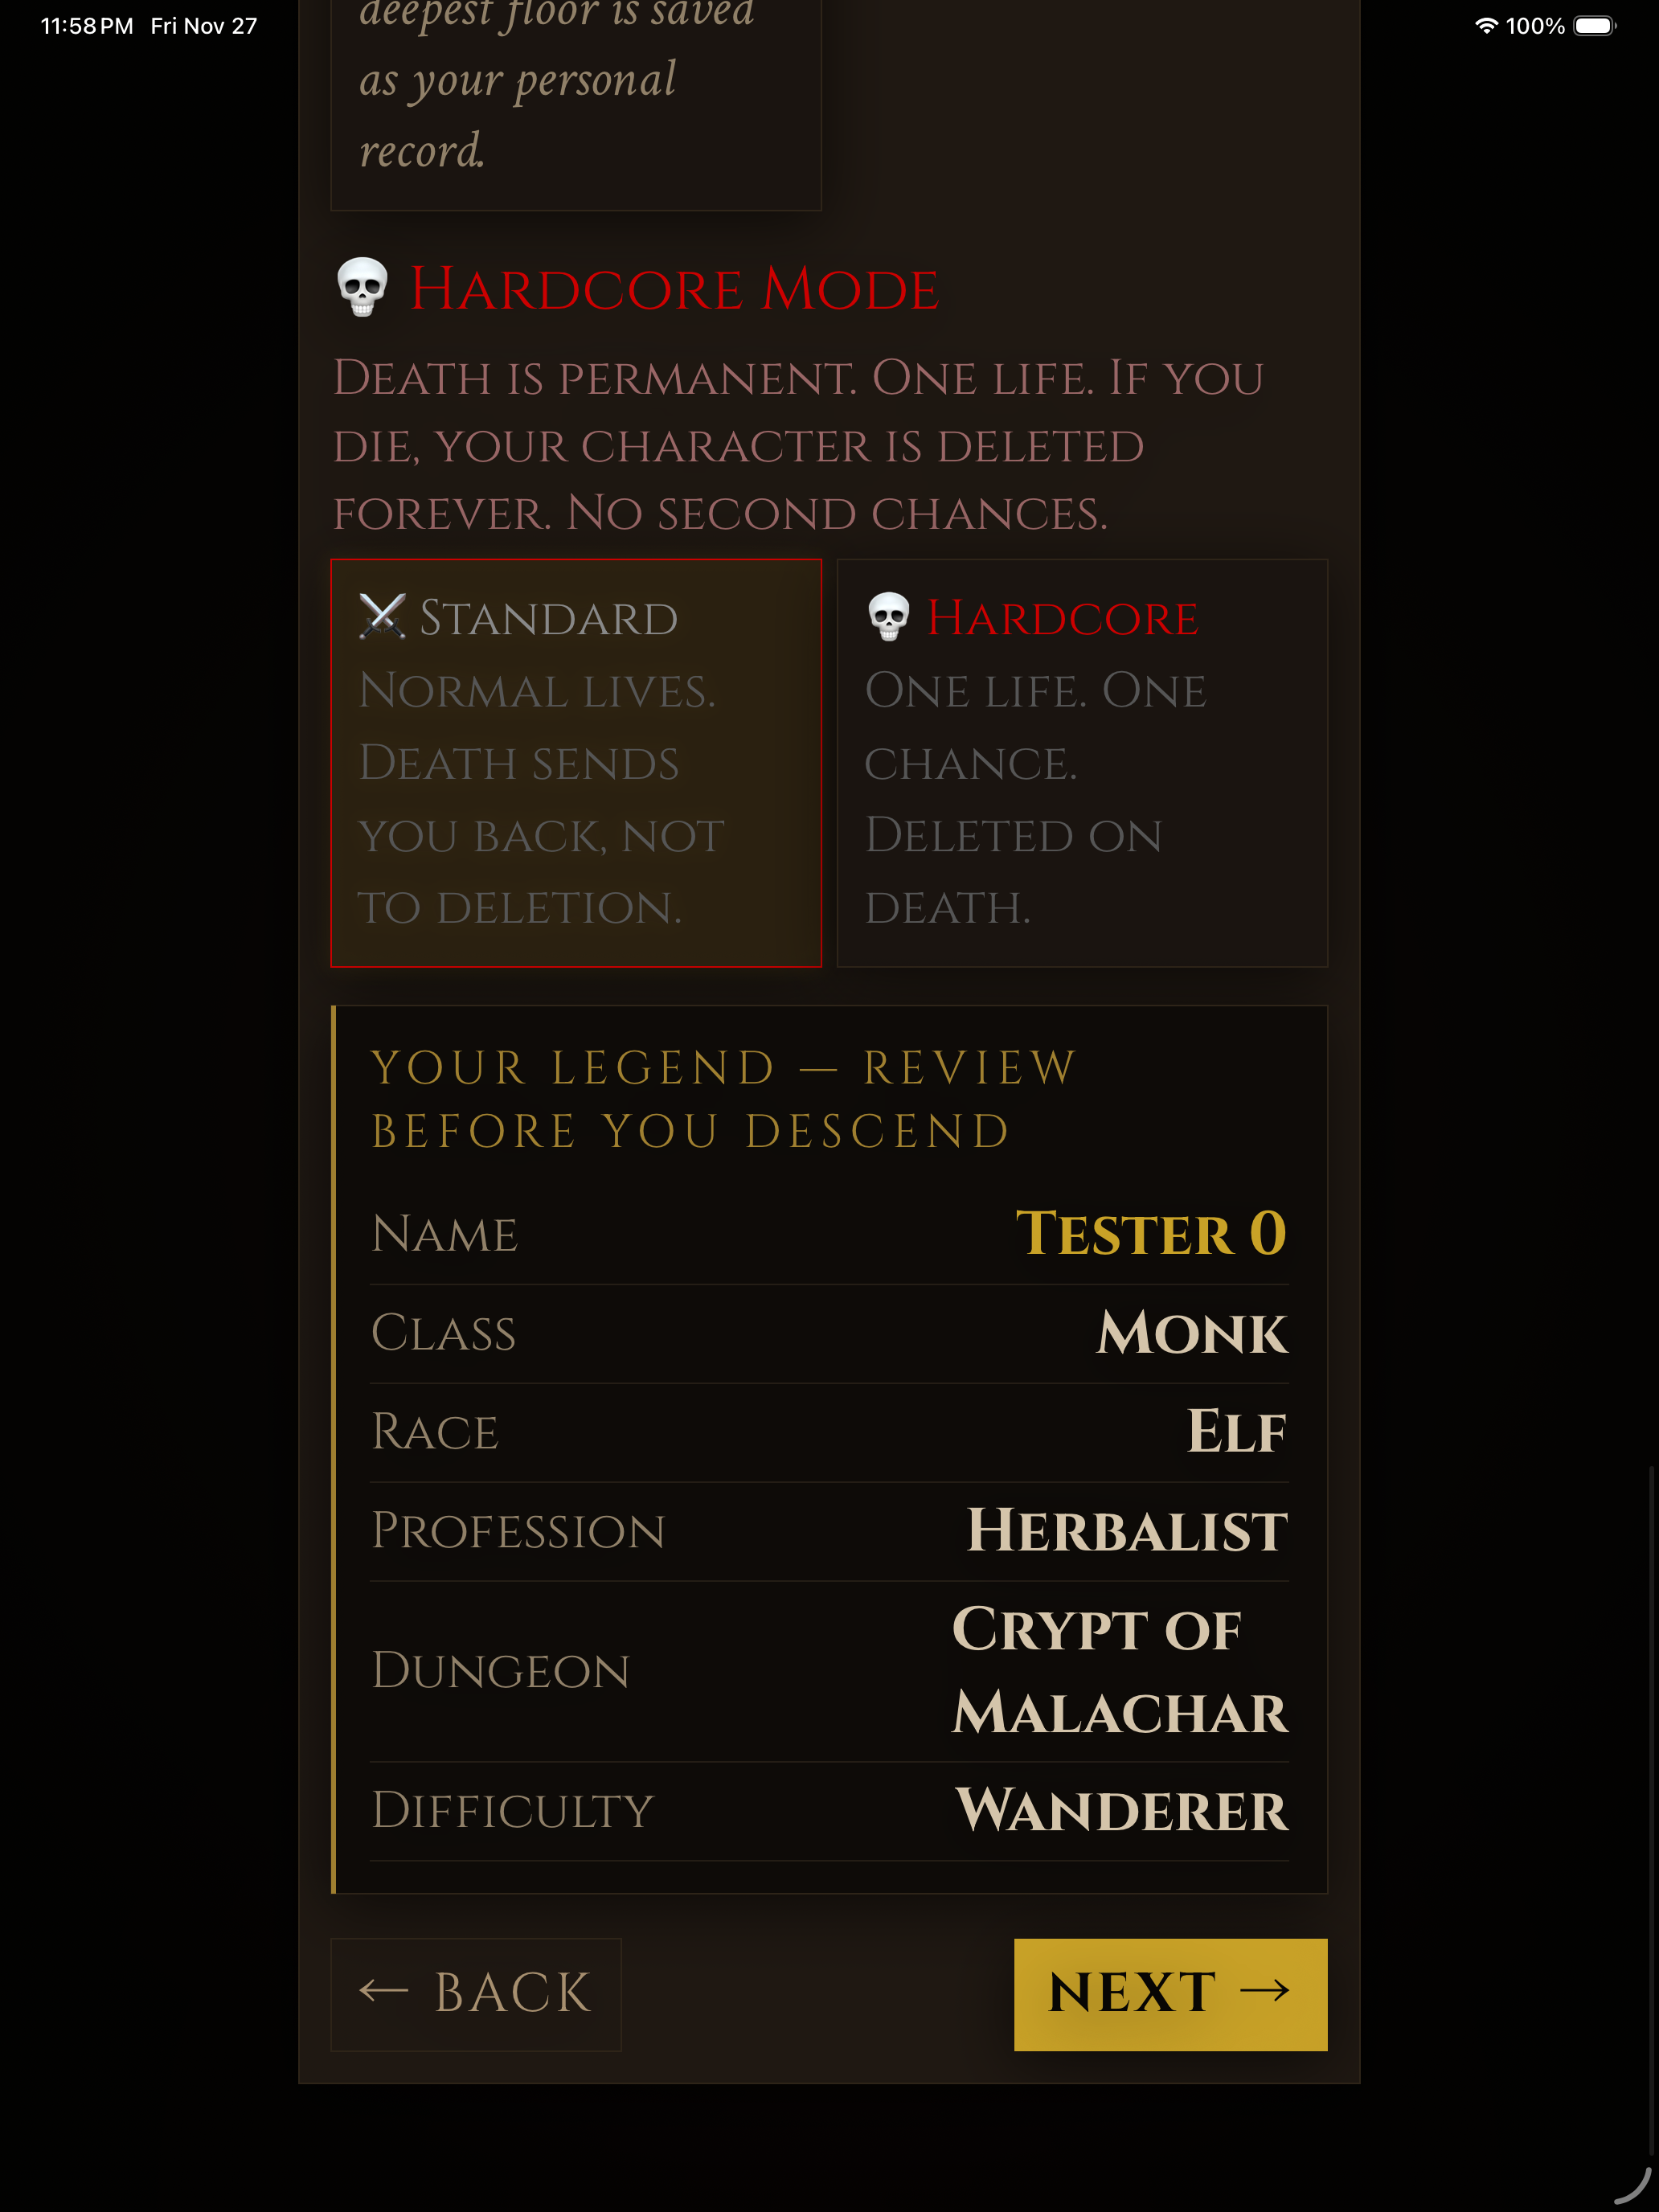 11:58 PM Fri Nov 27
100%
deepest floor is saved
as your personal
record.
💀 Hardcore Mode
Death is permanent. One life. If you
die, your character is deleted
forever. No second chances.
⚔️ Standard
Normal lives.
Death sends
you back, not
to deletion.
💀 Hardcore
One life. One
chance.
Deleted on
death.
YOUR LEGEND — REVIEW
BEFORE YOU DESCEND
Name Tester 0
Class Monk
Race Elf
Profession Herbalist
Dungeon Crypt of
Malachar
Difficulty Wanderer
← BACK
NEXT →